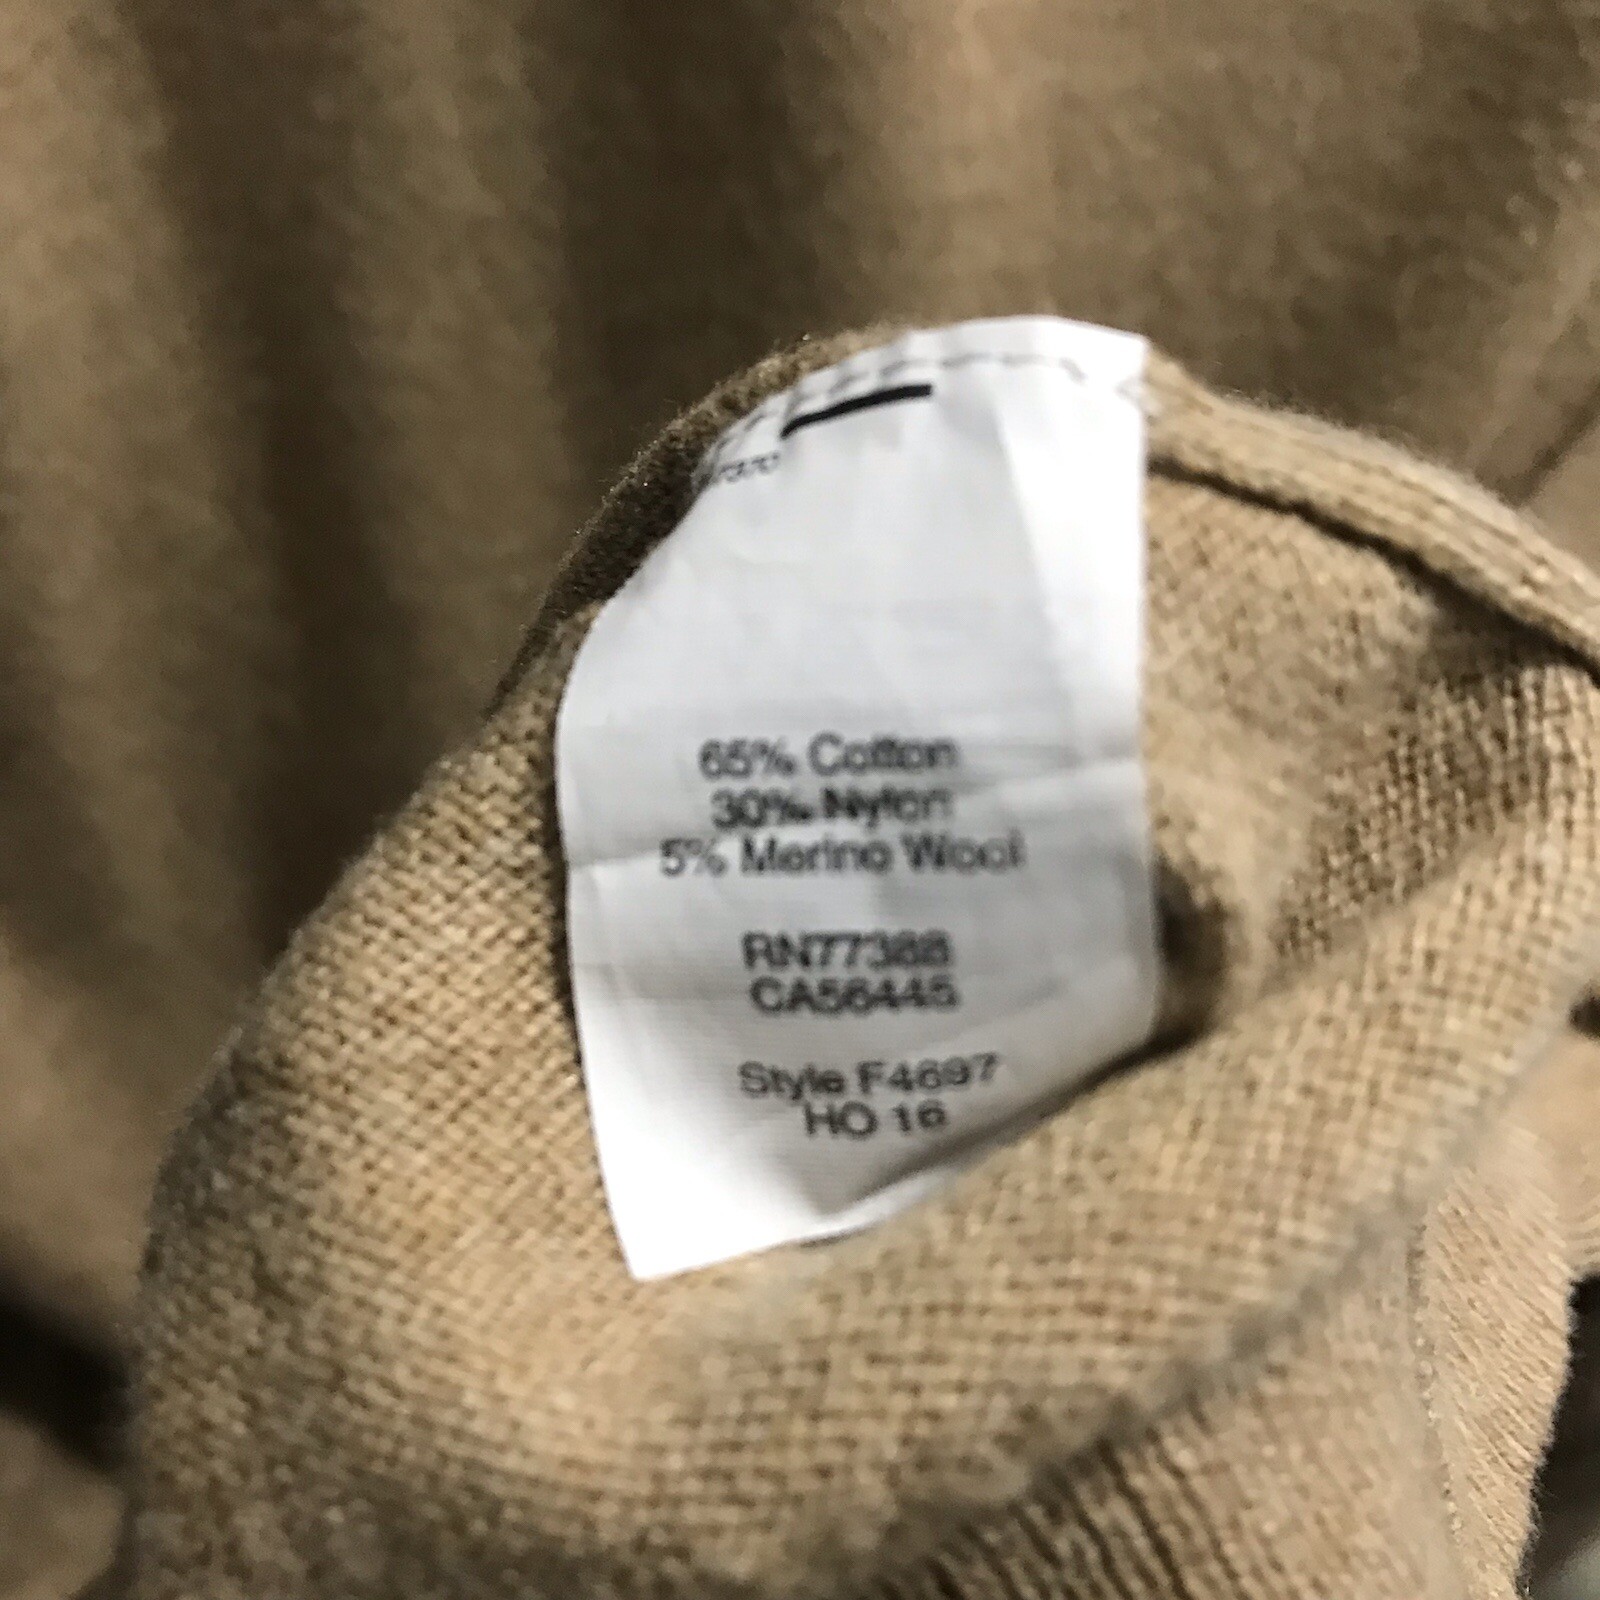 65% Cotton
30% Nylon
5% Merino Wool
RN77388
CA56445
Style F4697
HO 16